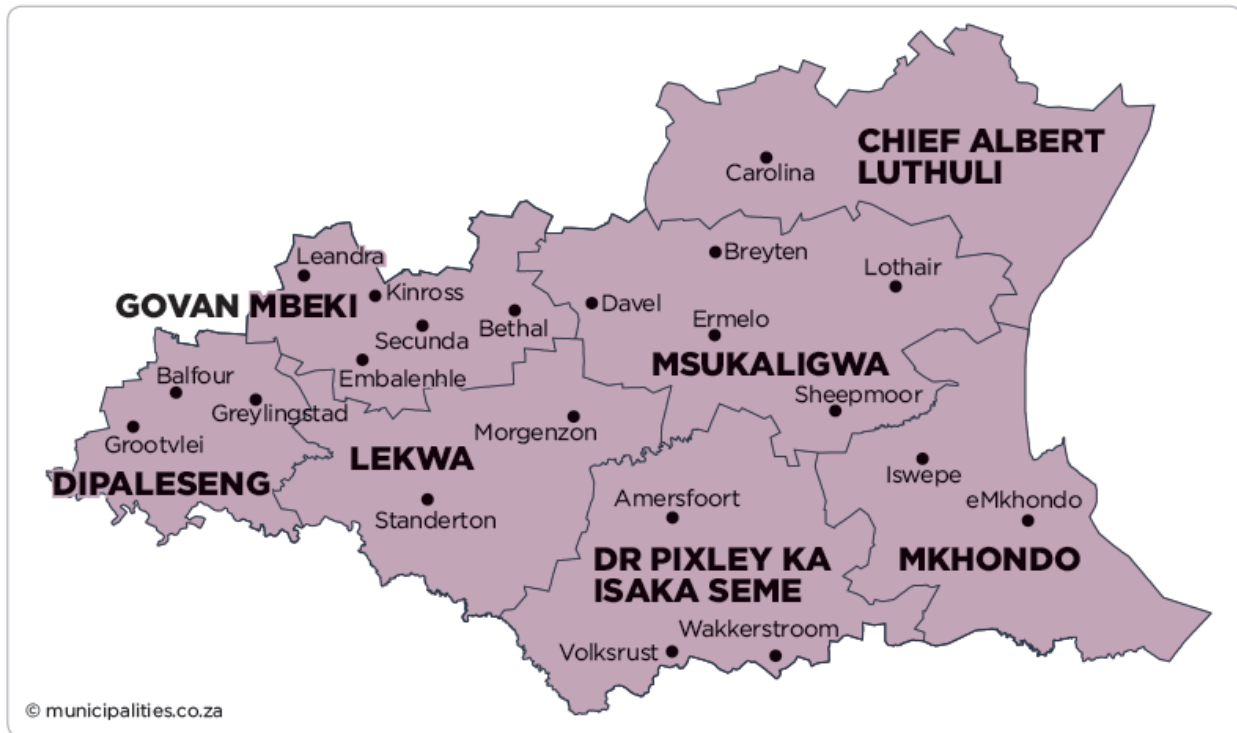 CHIEF ALBERT
LUTHULI
Carolina
Breyten
Lothair
Leandra
Kinross
GOVAN MBEKI
Davel
Bethal
Ermelo
Secunda
MSUKALIGWA
Embalenhle
Balfour
Sheepmoor
Greylingstad
Morgenzon
Grootvlei
LEKWA
Iswepe
DIPALESENG
Amersfoort
eMkhondo
Standerton
DR PIXLEY KA
ISAKA SEME
MKHONDO
Wakkerstroom
Volksrust
© municipalities.co.za